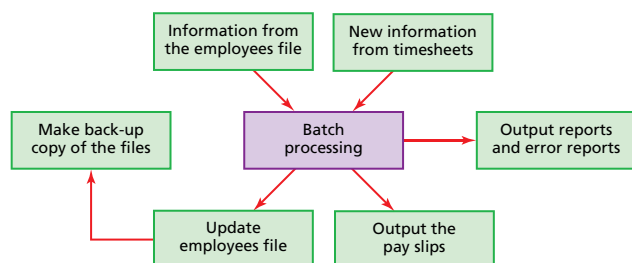 Information from
the employees file
New information
from timesheets
Make back-up
copy of the files
Batch
processing
Output reports
and error reports
Update
employees file
Output the
pay slips